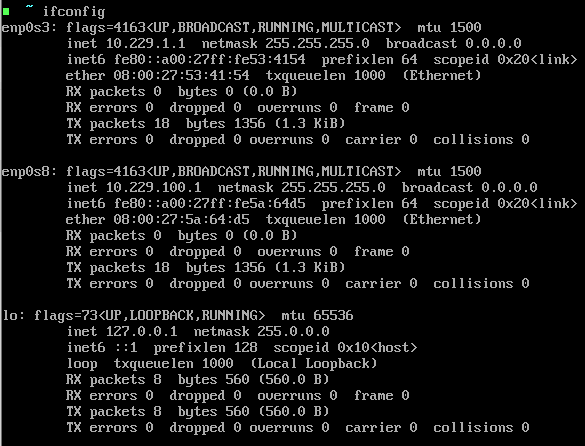 ~ ifconfig
enp0s3: flags=4163<UP,BROADCAST,RUNNING,MULTICAST>  mtu 1500
        inet 10.229.1.1  netmask 255.255.255.0  broadcast 0.0.0.0
        inet6 fe80::a00:27ff:fe53:4154  prefixlen 64  scopeid 0x20<link>
        ether 08:00:27:53:41:54  txqueuelen 1000  (Ethernet)
        RX packets 0  bytes 0 (0.0 B)
        RX errors 0  dropped 0  overruns 0  frame 0
        TX packets 18  bytes 1356 (1.3 KiB)
        TX errors 0  dropped 0 overruns 0  carrier 0  collisions 0

enp0s8: flags=4163<UP,BROADCAST,RUNNING,MULTICAST>  mtu 1500
        inet 10.229.100.1  netmask 255.255.255.0  broadcast 0.0.0.0
        inet6 fe80::a00:27ff:fe5a:64d5  prefixlen 64  scopeid 0x20<link>
        ether 08:00:27:5a:64:d5  txqueuelen 1000  (Ethernet)
        RX packets 0  bytes 0 (0.0 B)
        RX errors 0  dropped 0  overruns 0  frame 0
        TX packets 18  bytes 1356 (1.3 KiB)
        TX errors 0  dropped 0 overruns 0  carrier 0  collisions 0

lo: flags=73<UP,LOOPBACK,RUNNING>  mtu 65536
        inet 127.0.0.1  netmask 255.0.0.0
        inet6 ::1  prefixlen 128  scopeid 0x10<host>
        loop  txqueuelen 1000  (Local Loopback)
        RX packets 8  bytes 560 (560.0 B)
        RX errors 0  dropped 0  overruns 0  frame 0
        TX packets 8  bytes 560 (560.0 B)
        TX errors 0  dropped 0 overruns 0  carrier 0  collisions 0